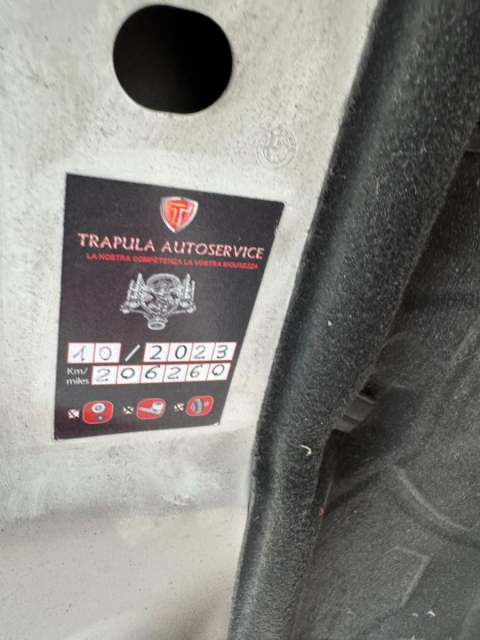 TRAPULA AUTOSERVICE
LA NOSTRA COMPETENZA LA VOSTRA SICUREZZA
10/2023
Km/ 206260
miles